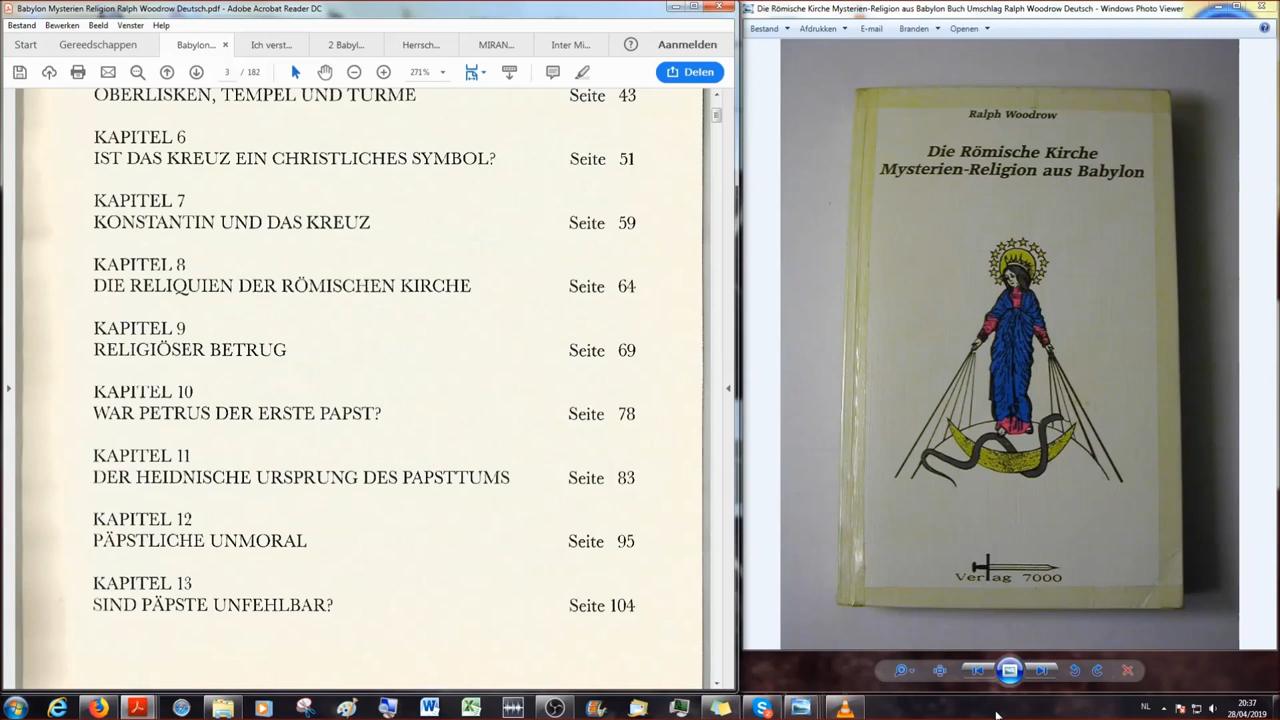 Babylon Mysterien Religion Ralph Woodrow Deutsch.pdf - Adobe Acrobat Reader DC
Bestand Bewerken Beeld Venster Help
Start Gereedschappen Babylon... Ich verst... 2 Babyl... Herrsch... MIRAN... Inter Mi... Aanmelden
3 / 182 271% Delen
OBERLISKEN, TEMPEL UND TÜRME Seite 43
KAPITEL 6
IST DAS KREUZ EIN CHRISTLICHES SYMBOL? Seite 51
KAPITEL 7
KONSTANTIN UND DAS KREUZ Seite 59
KAPITEL 8
DIE RELIQUIEN DER RÖMISCHEN KIRCHE Seite 64
KAPITEL 9
RELIGIÖSER BETRUG Seite 69
KAPITEL 10
WAR PETRUS DER ERSTE PAPST? Seite 78
KAPITEL 11
DER HEIDNISCHE URSPRUNG DES PAPSTTUMS Seite 83
KAPITEL 12
PÄPSTLICHE UNMORAL Seite 95
KAPITEL 13
SIND PÄPSTE UNFEHLBAR? Seite 104
Die Römische Kirche Mysterien-Religion aus Babylon Buch Umschlag Ralph Woodrow Deutsch - Windows Photo Viewer
Bestand Afdrukken E-mail Branden Openen
Ralph Woodrow
Die Römische Kirche
Mysterien-Religion aus Babylon
Verlag 7000
NL
20:37
28/04/2019